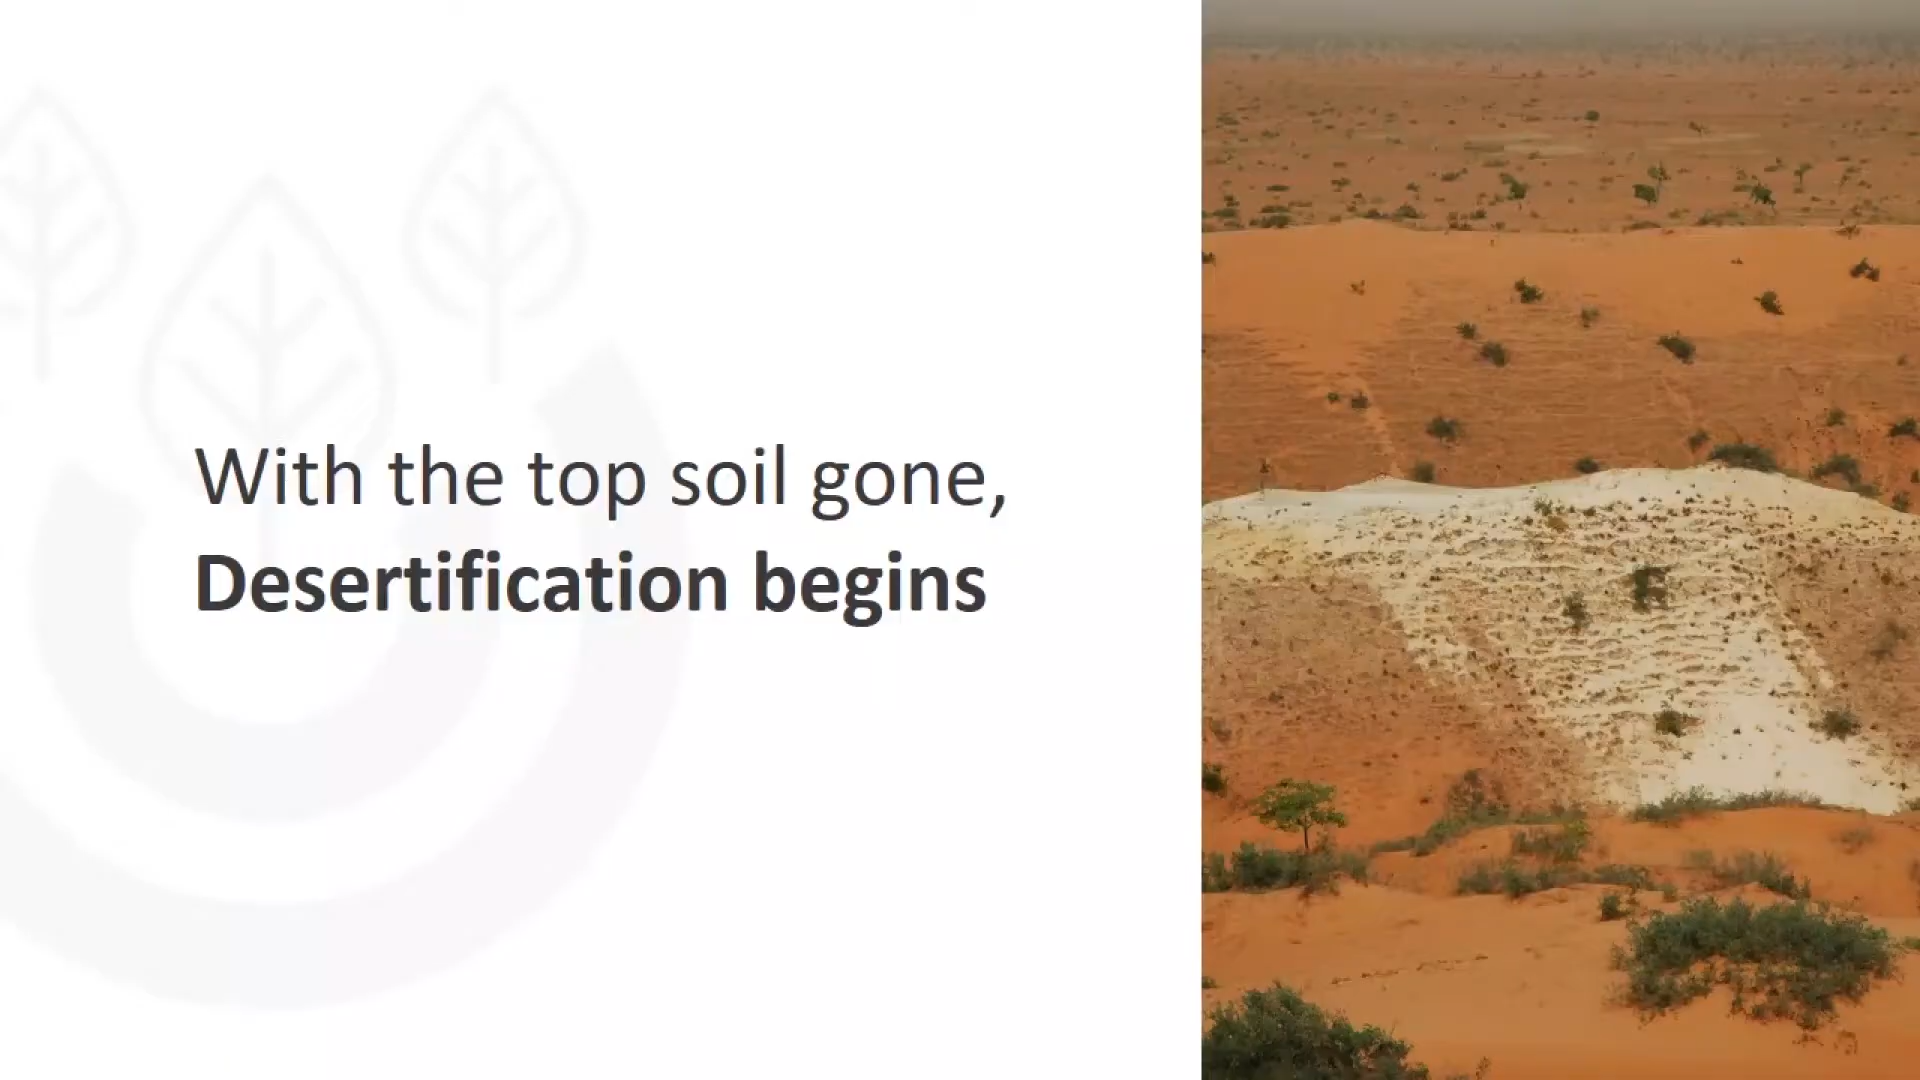 With the top soil gone,
Desertification begins